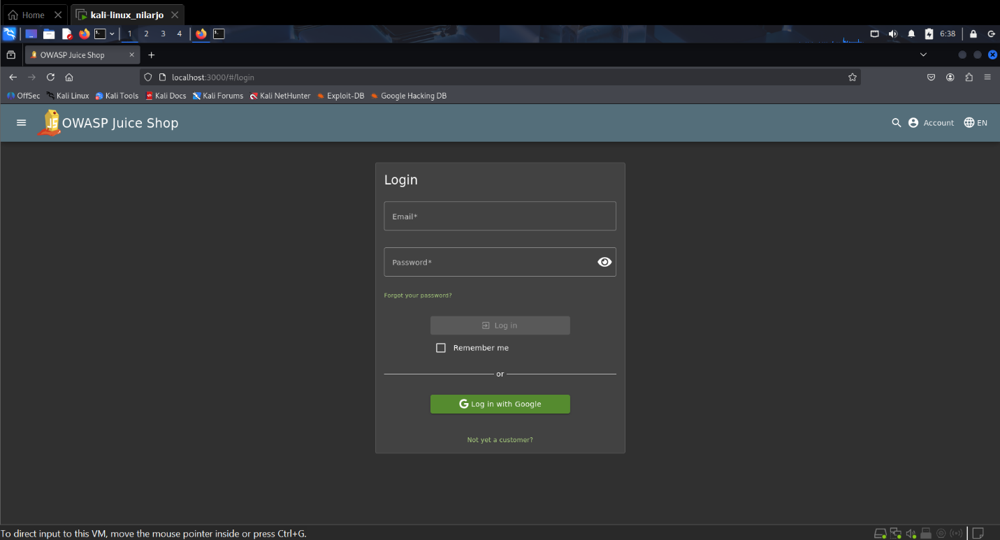 Home
kali-linux_nilarjo
1 2 3 4
6:38
OWASP Juice Shop
localhost:3000/#/login
OffSec Kali Linux Kali Tools Kali Docs Kali Forums Kali NetHunter Exploit-DB Google Hacking DB
JS OWASP Juice Shop
Account EN
Login
Email*
Password*
Forgot your password?
Log in
Remember me
or
G Log in with Google
Not yet a customer?
To direct input to this VM, move the mouse pointer inside or press Ctrl+G.